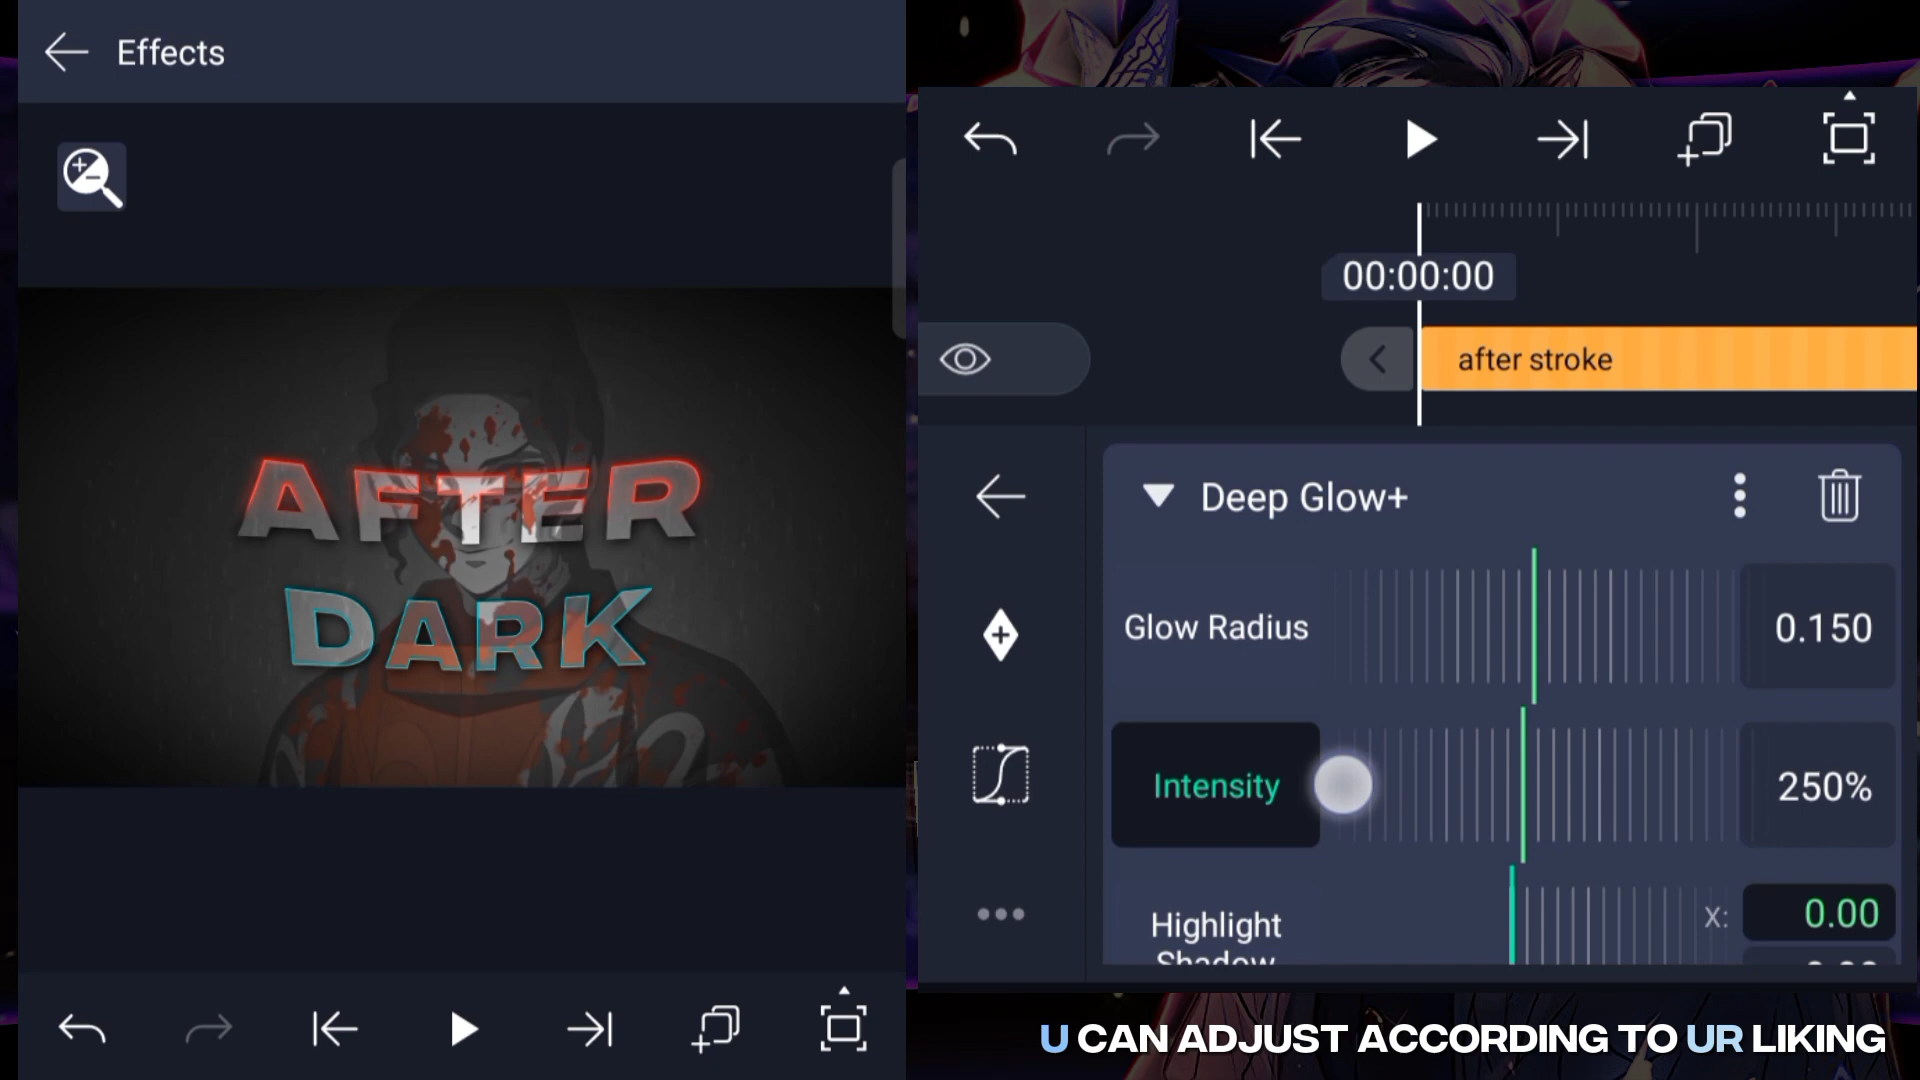 Effects
AFTER
DARK
00:00:00
after stroke
Deep Glow+
Glow Radius
0.150
Intensity
250%
Highlight
X:
0.00
Shadow
U CAN ADJUST ACCORDING TO UR LIKING